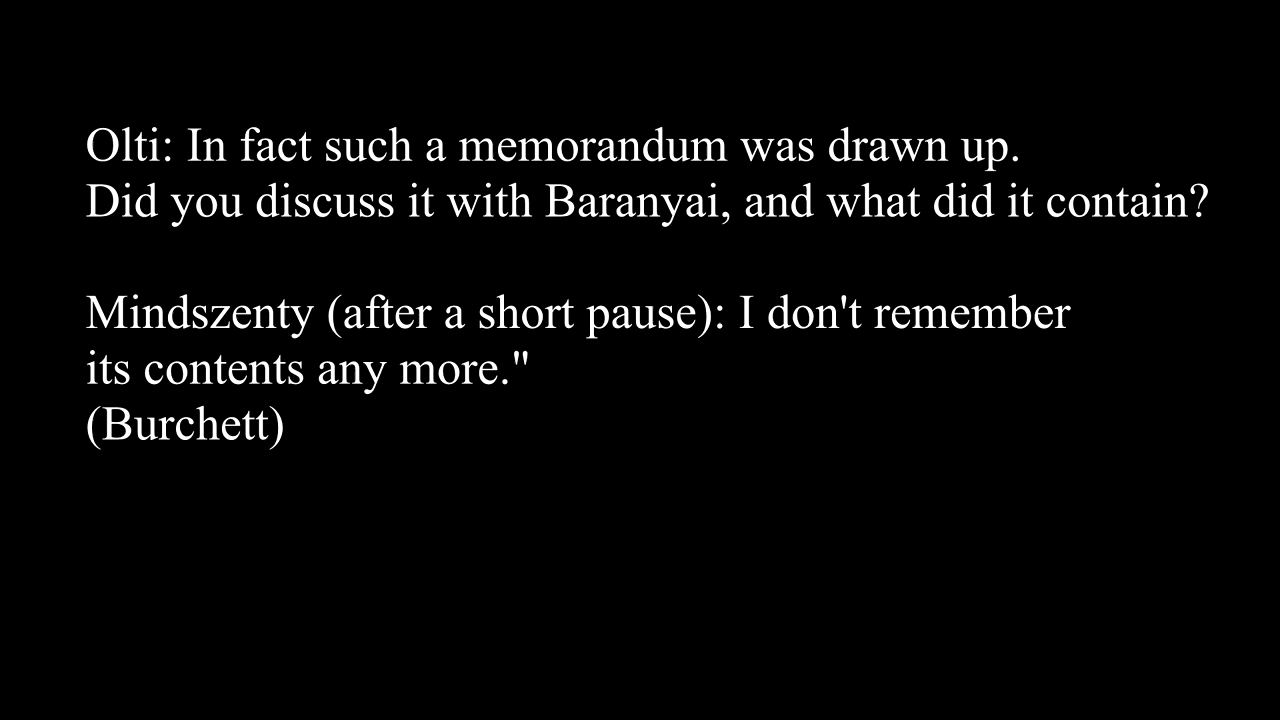 Olti: In fact such a memorandum was drawn up.
Did you discuss it with Baranyai, and what did it contain?
Mindszenty (after a short pause): I don't remember
its contents any more."
(Burchett)